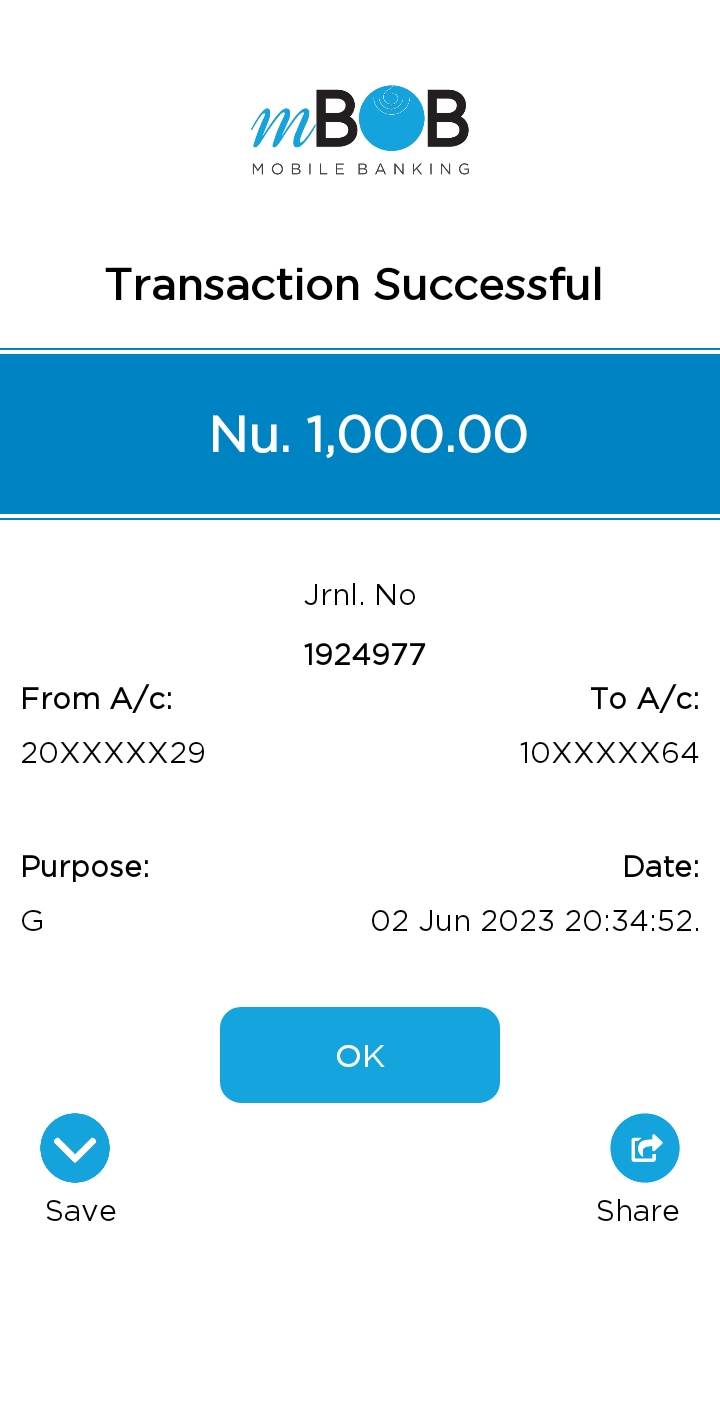 mBOB
MOBILE BANKING
Transaction Successful
Nu. 1,000.00
Jrnl. No
1924977
From A/c: To A/c:
20XXXXX29 10XXXXX64
Purpose: Date:
G 02 Jun 2023 20:34:52.
OK
Save Share